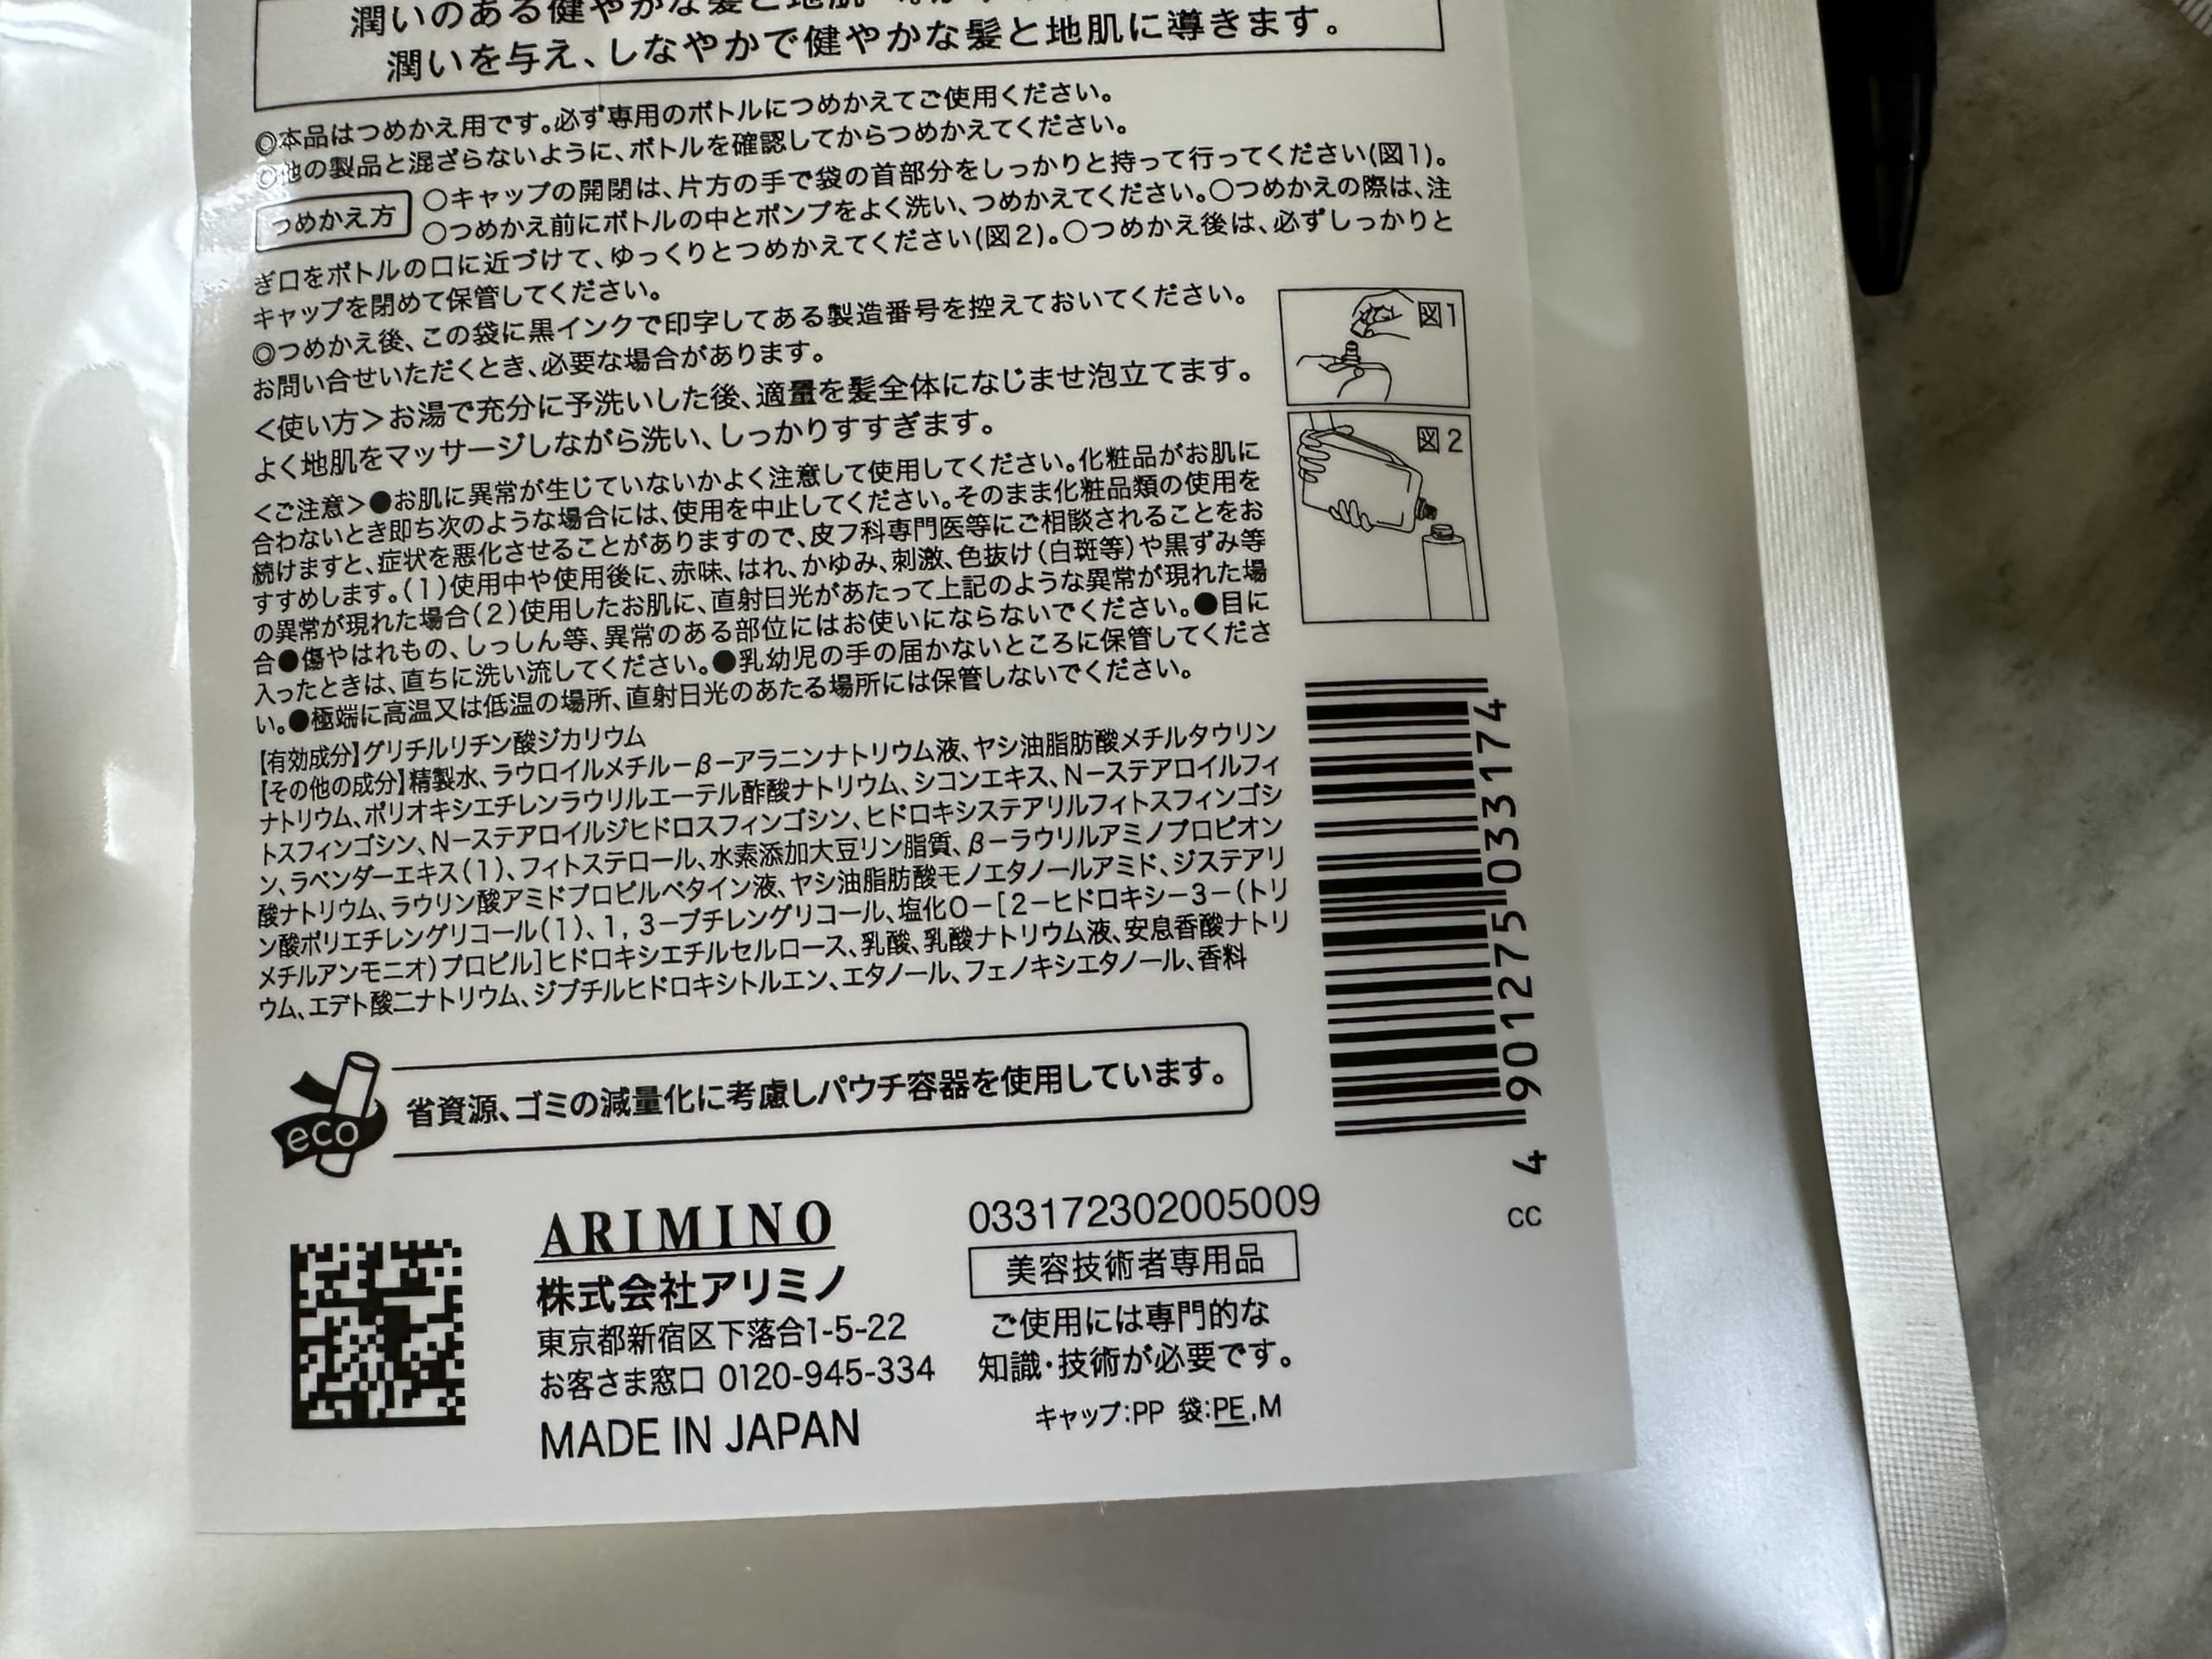 潤いのある健やかな髪と地肌
潤いを与え、しなやかで健やかな髪と地肌に導きます。
◎本品はつめかえ用です。必ず専用のボトルにつめかえてご使用ください。
◎他の製品と混ざらないように、ボトルを確認してからつめかえてください。
つめかえ方
○キャップの開閉は、片方の手で袋の首部分をしっかりと持って行ってください(図1)。
○つめかえ前にボトルの中とポンプをよく洗い、つめかえてください。○つめかえの際は、注
ぎ口をボトルの口に近づけて、ゆっくりとつめかえてください(図2)。○つめかえ後は、必ずしっかりと
キャップを閉めて保管してください。
◎つめかえ後、この袋に黒インクで印字してある製造番号を控えておいてください。
お問い合せいただくとき、必要な場合があります。
<使い方>お湯で充分に予洗いした後、適量を髪全体になじませ泡立てます。
よく地肌をマッサージしながら洗い、しっかりすすぎます。
図1
図2
<ご注意>●お肌に異常が生じていないかよく注意して使用してください。化粧品がお肌に
合わないとき即ち次のような場合には、使用を中止してください。そのまま化粧品類の使用を
続けますと、症状を悪化させることがありますので、皮フ科専門医等にご相談されることをお
すすめします。(1)使用中や使用後に、赤味、はれ、かゆみ、刺激、色抜け(白斑等)や黒ずみ等
の異常が現れた場合(2)使用したお肌に、直射日光があたって上記のような異常が現れた場
合●傷やはれもの、しっしん等、異常のある部位にはお使いにならないでください。●目に
入ったときは、直ちに洗い流してください。●乳幼児の手の届かないところに保管してくださ
い。●極端に高温又は低温の場所、直射日光のあたる場所には保管しないでください。
【有効成分】グリチルリチン酸ジカリウム
【その他の成分】精製水、ラウロイルメチル-β-アラニンナトリウム液、ヤシ油脂肪酸メチルタウリン
ナトリウム、ポリオキシエチレンラウリルエーテル酢酸ナトリウム、シコンエキス、N-ステアロイルフィ
トスフィンゴシン、N-ステアロイルジヒドロスフィンゴシン、ヒドロキシステアリルフィトスフィンゴシ
ン、ラベンダーエキス(1)、フィトステロール、水素添加大豆リン脂質、β-ラウリルアミノプロピオン
酸ナトリウム、ラウリン酸アミドプロピルベタイン液、ヤシ油脂肪酸モノエタノールアミド、ジステアリ
ン酸ポリエチレングリコール(1)、1, 3-ブチレングリコール、塩化O-[2-ヒドロキシ-3-(トリ
メチルアンモニオ)プロピル]ヒドロキシエチルセルロース、乳酸、乳酸ナトリウム液、安息香酸ナトリ
ウム、エデト酸二ナトリウム、ジブチルヒドロキシトルエン、エタノール、フェノキシエタノール、香料
4 901275 033174
4
CC
eco
省資源、ゴミの減量化に考慮しパウチ容器を使用しています。
ARIMINO
株式会社アリミノ
東京都新宿区下落合1-5-22
お客さま窓口 0120-945-334
MADE IN JAPAN
033172302005009
美容技術者専用品
ご使用には専門的な
知識・技術が必要です。
キャップ:PP 袋:PE,M